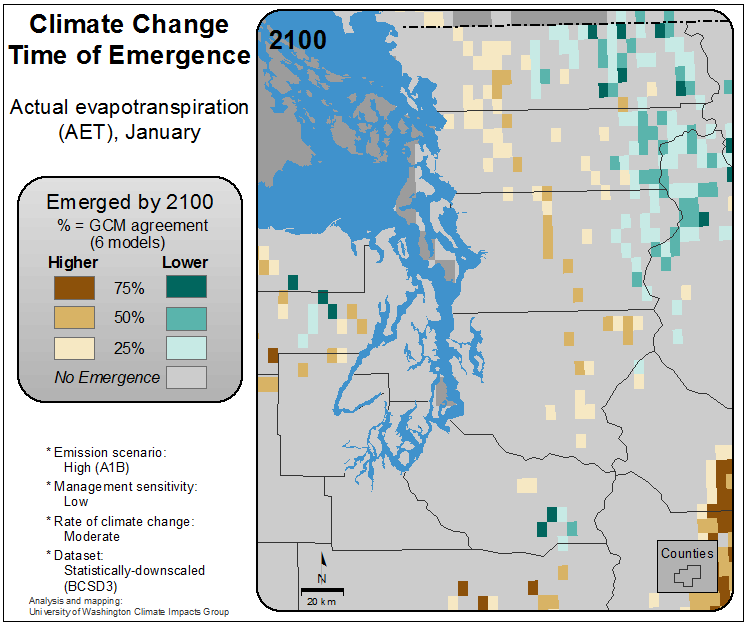 Climate Change
Time of Emergence
Actual evapotranspiration
(AET), January
Emerged by 2100
% = GCM agreement
(6 models)
Higher Lower
75%
50%
25%
No Emergence
* Emission scenario:
High (A1B)
* Management sensitivity:
Low
* Rate of climate change:
Moderate
* Dataset:
Statistically-downscaled
(BCSD3)
Analysis and mapping:
University of Washington Climate Impacts Group
2100
N
20 km
Counties